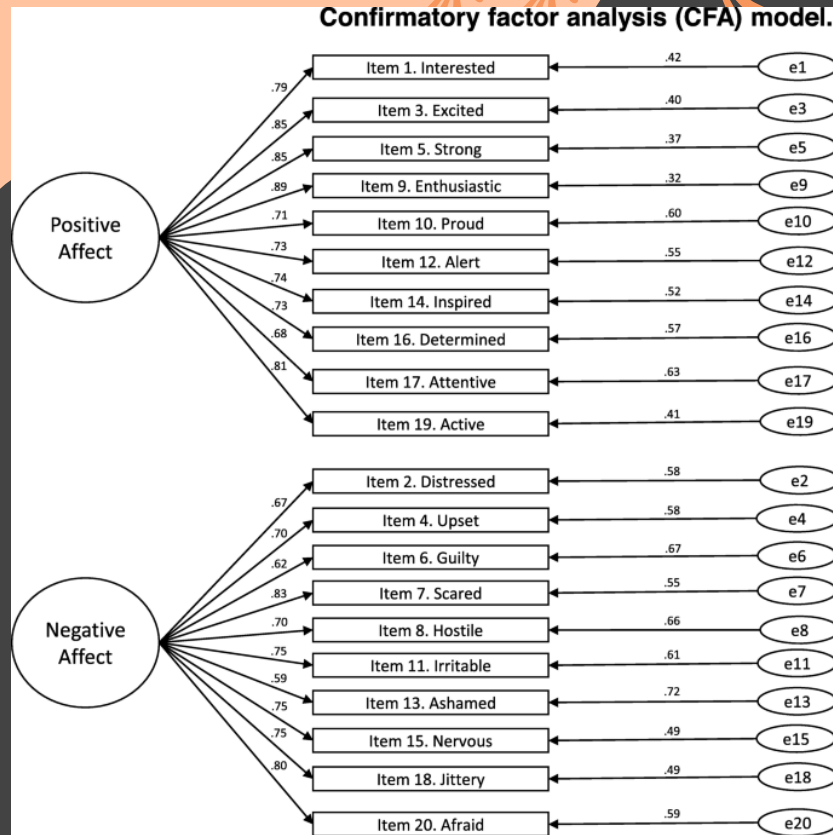 Confirmatory factor analysis (CFA) model.
.79 Item 1. Interested .42 e1
.85 Item 3. Excited .40 e3
.85 Item 5. Strong .37 e5
.89 Item 9. Enthusiastic .32 e9
Positive
Affect
.71 Item 10. Proud .60 e10
.73 Item 12. Alert .55 e12
.74 Item 14. Inspired .52 e14
.73 Item 16. Determined .57 e16
.68 Item 17. Attentive .63 e17
.81 Item 19. Active .41 e19
.67 Item 2. Distressed .58 e2
.70 Item 4. Upset .58 e4
.62 Item 6. Guilty .67 e6
.83 Item 7. Scared .55 e7
Negative
Affect
.70 Item 8. Hostile .66 e8
.75 Item 11. Irritable .61 e11
.59 Item 13. Ashamed .72 e13
.75 Item 15. Nervous .49 e15
.75 Item 18. Jittery .49 e18
.80 Item 20. Afraid .59 e20